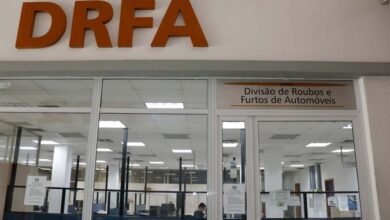 DRFA
Divisão de Roubos e
Furtos de Automóveis